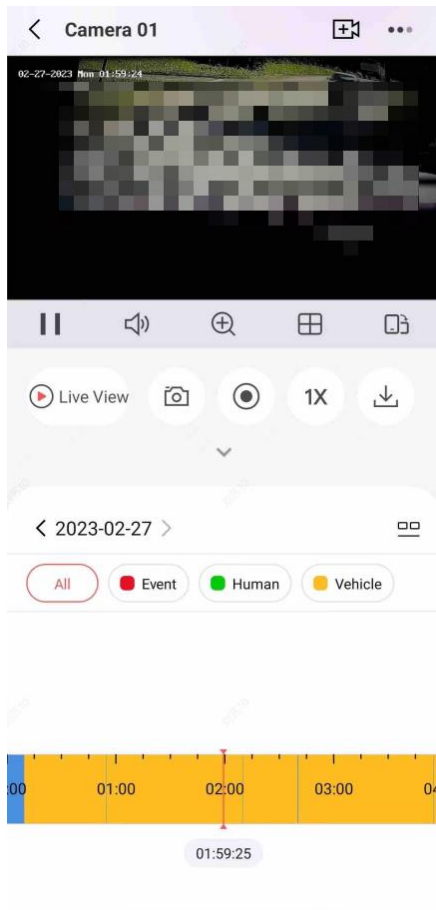 Camera 01
02-27-2023 Mon 01:59:24
Live View
1X
2023-02-27
All
Event
Human
Vehicle
:00 01:00 02:00 03:00 04
01:59:25